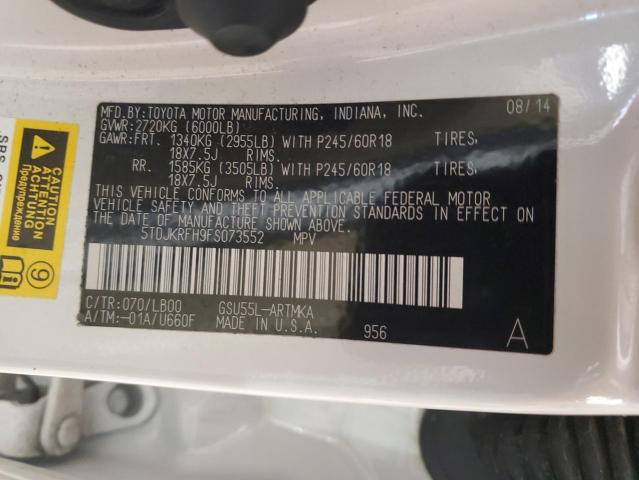 MFD.BY:TOYOTA MOTOR MANUFACTURING, INDIANA, INC. 08/14
GVWR:2720KG (6000LB)
GAWR:FRT. 1340KG (2955LB) WITH P245/60R18 TIRES,
18X7.5J RIMS.
RR. 1585KG (3505LB) WITH P245/60R18 TIRES,
18X7.5J RIMS.
THIS VEHICLE CONFORMS TO ALL APPLICABLE FEDERAL MOTOR
VEHICLE SAFETY AND THEFT PREVENTION STANDARDS IN EFFECT ON
THE DATE OF MANUFACTURE SHOWN ABOVE.
5TDJKRFH9FS073552 MPV
C/TR:070/LB00 GSU55L-ARTMKA
A/TM:-01A/U660F MADE IN U.S.A. 956 A
CAUTION
ATTENTION
ACHTUNG
Предупреждение
9